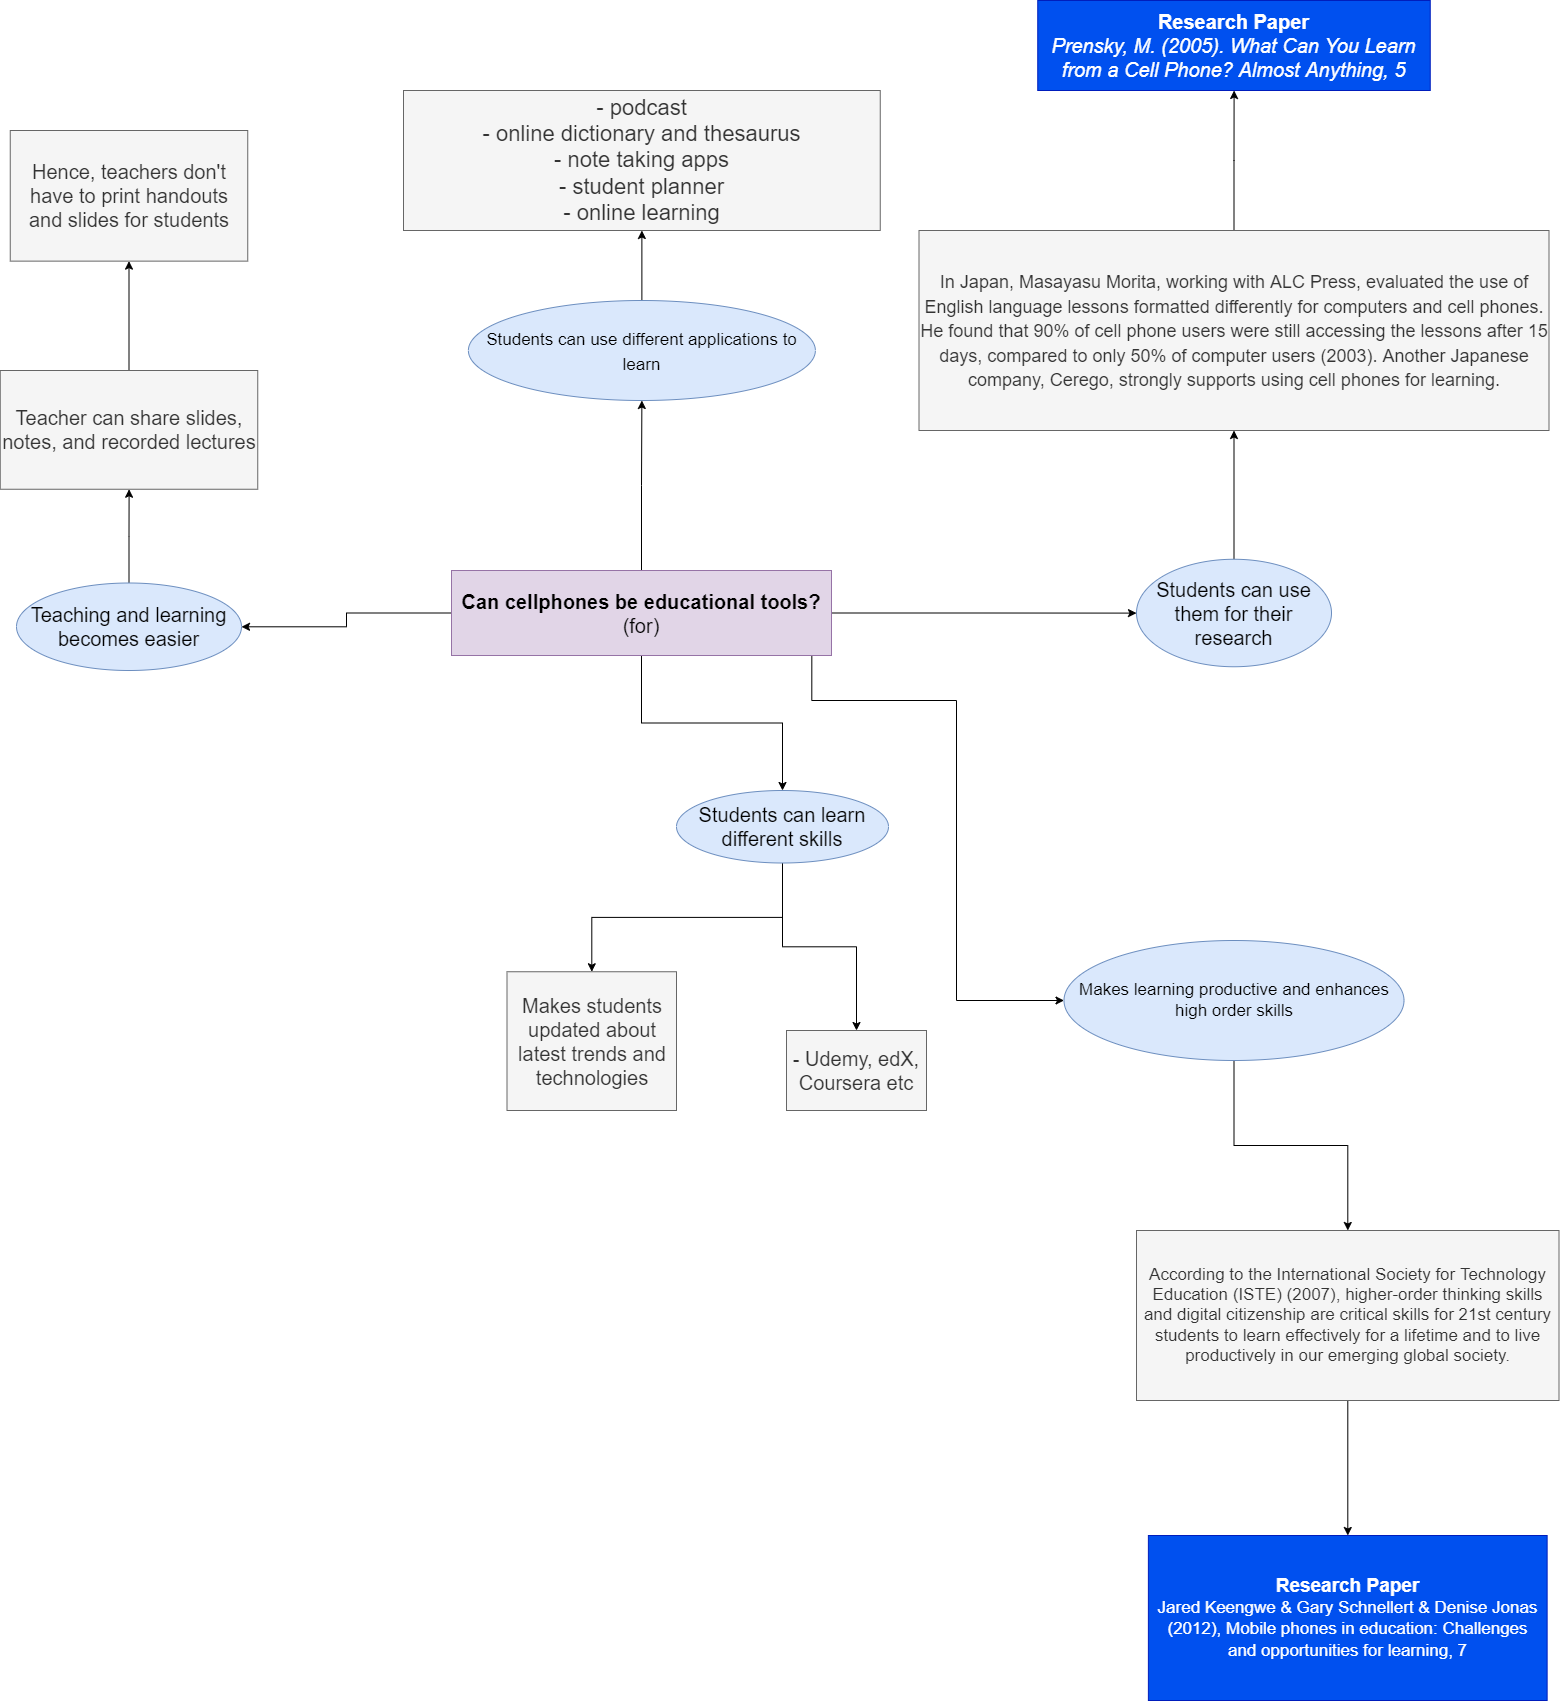 Research Paper
Prensky, M. (2005). What Can You Learn
from a Cell Phone? Almost Anything, 5
- podcast
- online dictionary and thesaurus
- note taking apps
- student planner
- online learning
Hence, teachers don't
have to print handouts
and slides for students
In Japan, Masayasu Morita, working with ALC Press, evaluated the use of
English language lessons formatted differently for computers and cell phones.
He found that 90% of cell phone users were still accessing the lessons after 15
days, compared to only 50% of computer users (2003). Another Japanese
company, Cerego, strongly supports using cell phones for learning.
Students can use different applications to
learn
Teacher can share slides,
notes, and recorded lectures
Teaching and learning
becomes easier
Can cellphones be educational tools?
(for)
Students can use
them for their
research
Students can learn
different skills
Makes students
updated about
latest trends and
technologies
- Udemy, edX,
Coursera etc
Makes learning productive and enhances
high order skills
According to the International Society for Technology
Education (ISTE) (2007), higher-order thinking skills
and digital citizenship are critical skills for 21st century
students to learn effectively for a lifetime and to live
productively in our emerging global society.
Research Paper
Jared Keengwe & Gary Schnellert & Denise Jonas
(2012), Mobile phones in education: Challenges
and opportunities for learning, 7